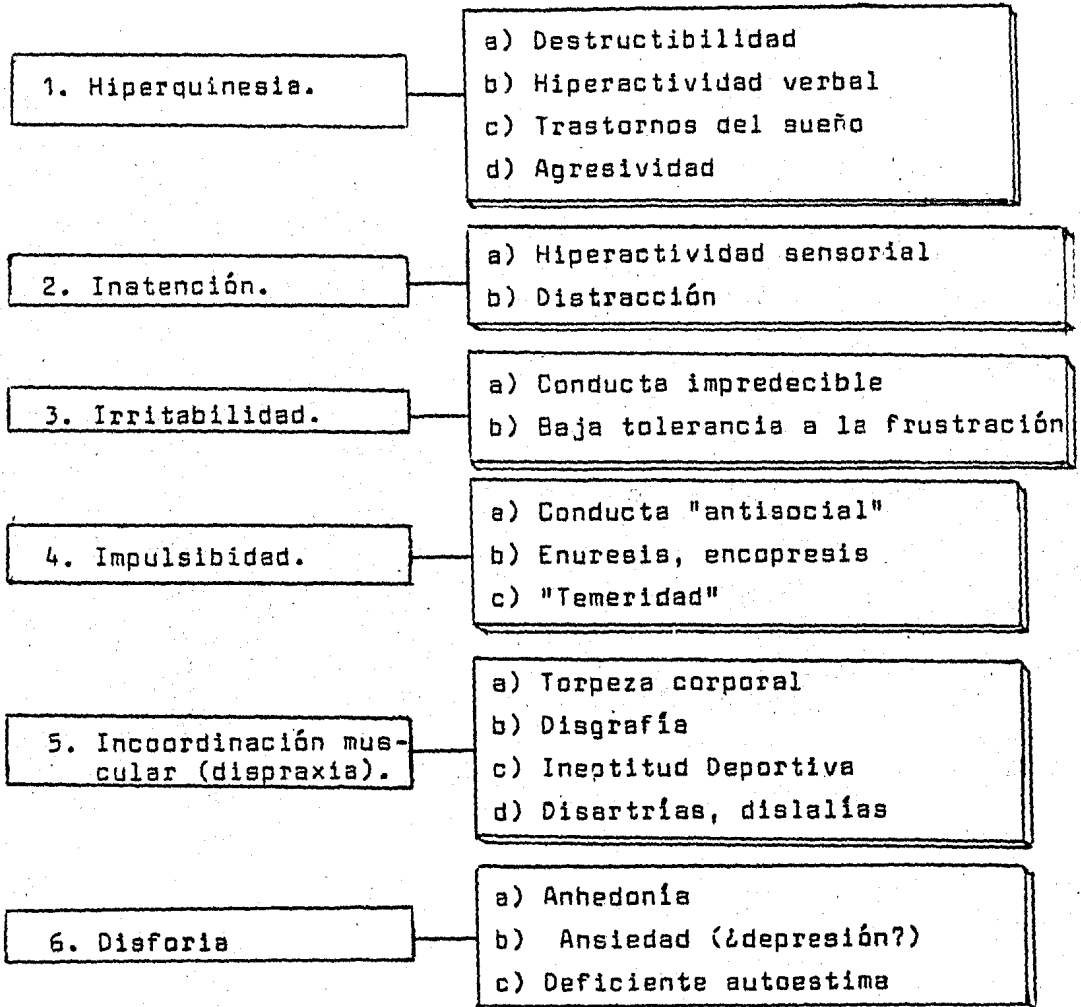 1. Hiperquinesia.
a) Destructibilidad
b) Hiperactividad verbal
c) Trastornos del sueño
d) Agresividad
2. Inatención.
a) Hiperactividad sensorial
b) Distracción
3. Irritabilidad.
a) Conducta impredecible
b) Baja tolerancia a la frustración
4. Impulsibidad.
a) Conducta "antisocial"
b) Enuresis, encopresis
c) "Temeridad"
5. Incoordinación mus-
cular (dispraxia).
a) Torpeza corporal
b) Disgrafía
c) Ineptitud Deportiva
d) Disartrías, dislalías
6. Disforia
a) Anhedonía
b) Ansiedad (¿depresión?)
c) Deficiente autoestima